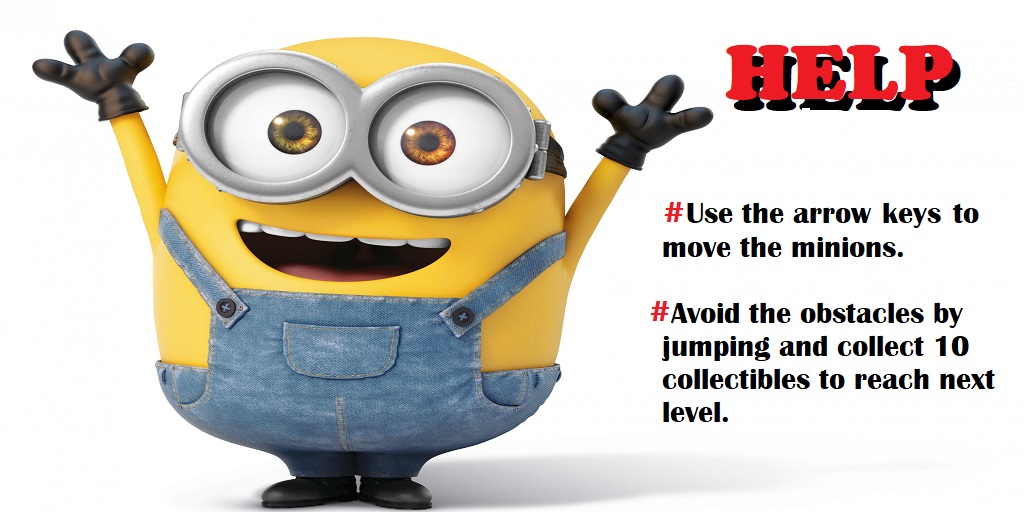 HELP
#Use the arrow keys to
move the minions.
#Avoid the obstacles by
jumping and collect 10
collectibles to reach next
level.